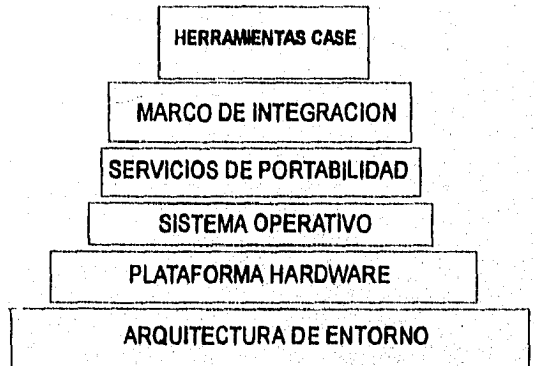 HERRAMIENTAS CASE
MARCO DE INTEGRACION
SERVICIOS DE PORTABILIDAD
SISTEMA OPERATIVO
PLATAFORMA HARDWARE
ARQUITECTURA DE ENTORNO